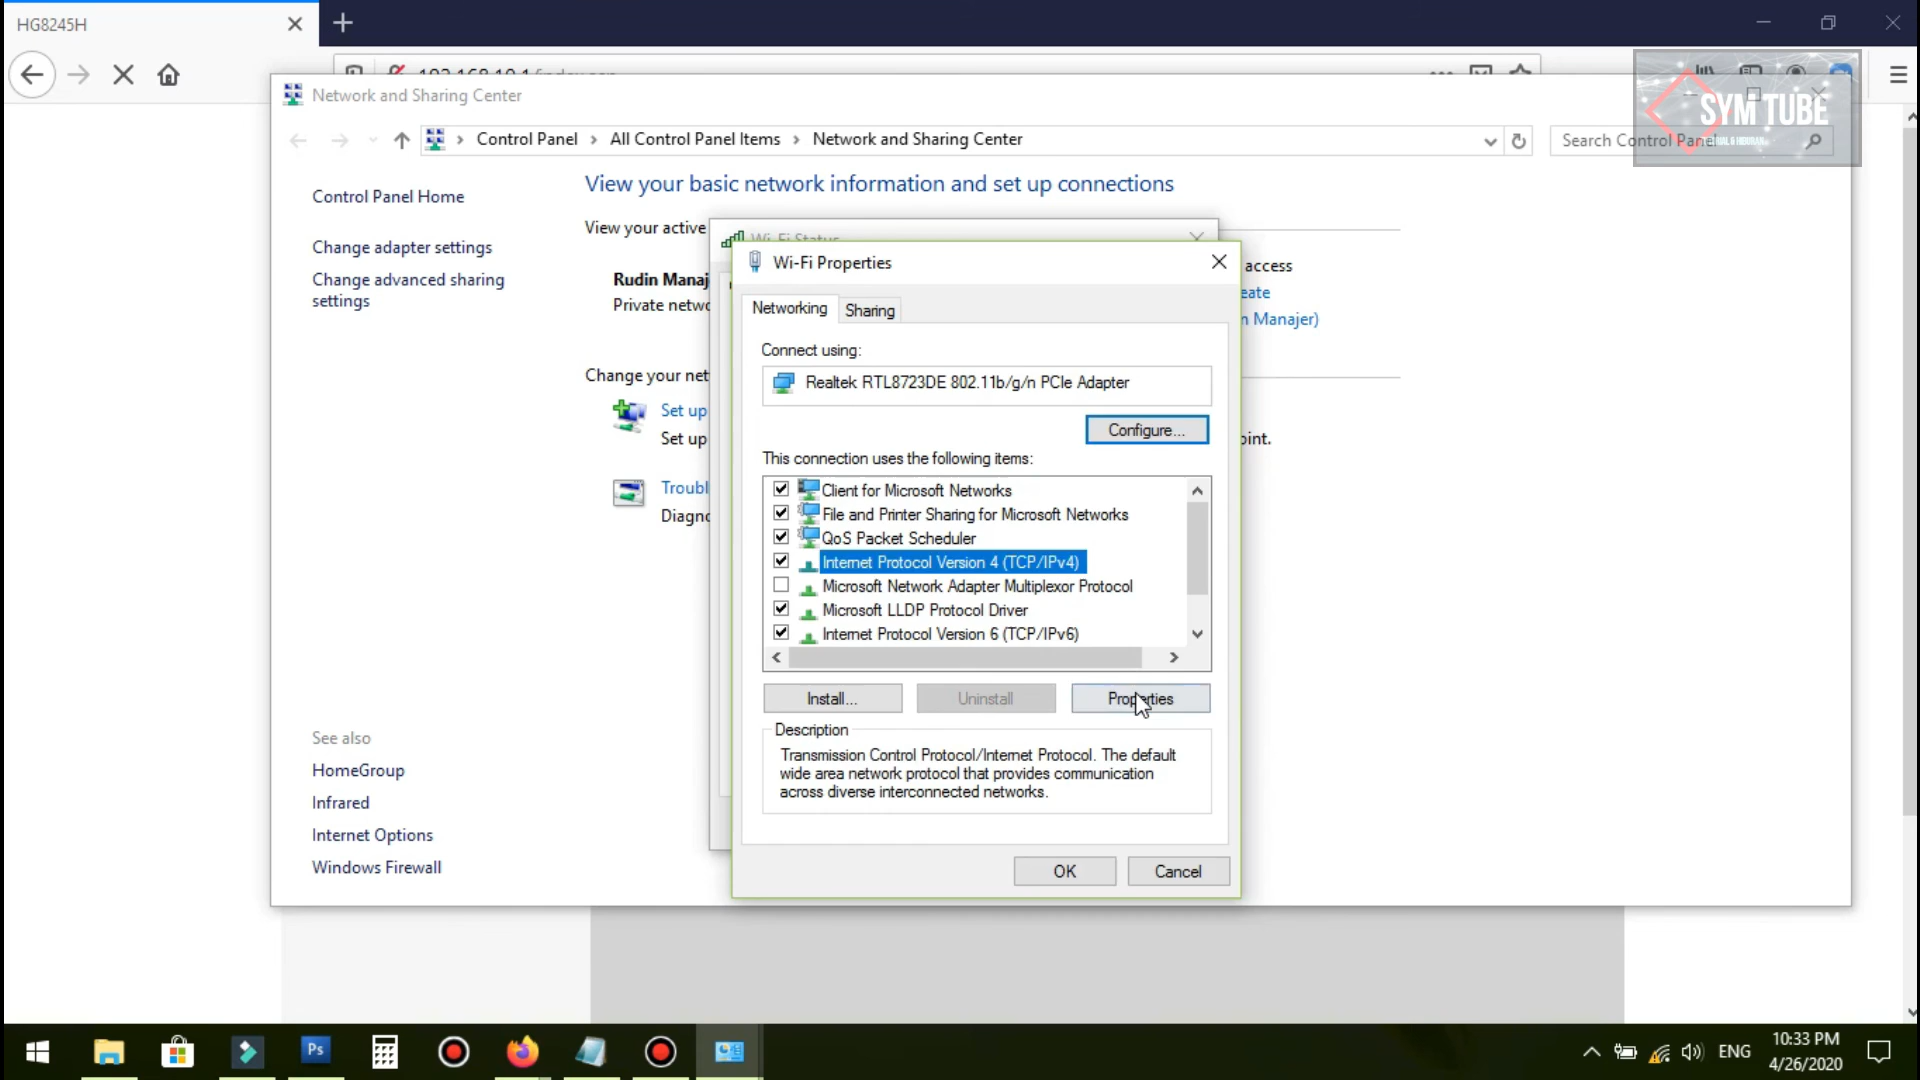 HG8245H
SYM TUBE
Network and Sharing Center
Control Panel
All Control Panel Items
Network and Sharing Center
Search Control Panel
Control Panel Home
Change adapter settings
Change advanced sharing
settings
View your basic network information and set up connections
View your active
Wi-Fi Status
Rudin Manaj
Private netwo
access
eate
n Manajer)
Change your net
Set up
Set up
oint.
Troubl
Diagno
Wi-Fi Properties
Networking
Sharing
Connect using:
Realtek RTL8723DE 802.11b/g/n PCIe Adapter
Configure...
This connection uses the following items:
Client for Microsoft Networks
File and Printer Sharing for Microsoft Networks
QoS Packet Scheduler
Internet Protocol Version 4 (TCP/IPv4)
Microsoft Network Adapter Multiplexor Protocol
Microsoft LLDP Protocol Driver
Internet Protocol Version 6 (TCP/IPv6)
Install...
Uninstall
Properties
Description
Transmission Control Protocol/Internet Protocol. The default
wide area network protocol that provides communication
across diverse interconnected networks.
OK
Cancel
See also
HomeGroup
Infrared
Internet Options
Windows Firewall
Ps
ENG
10:33 PM
4/26/2020